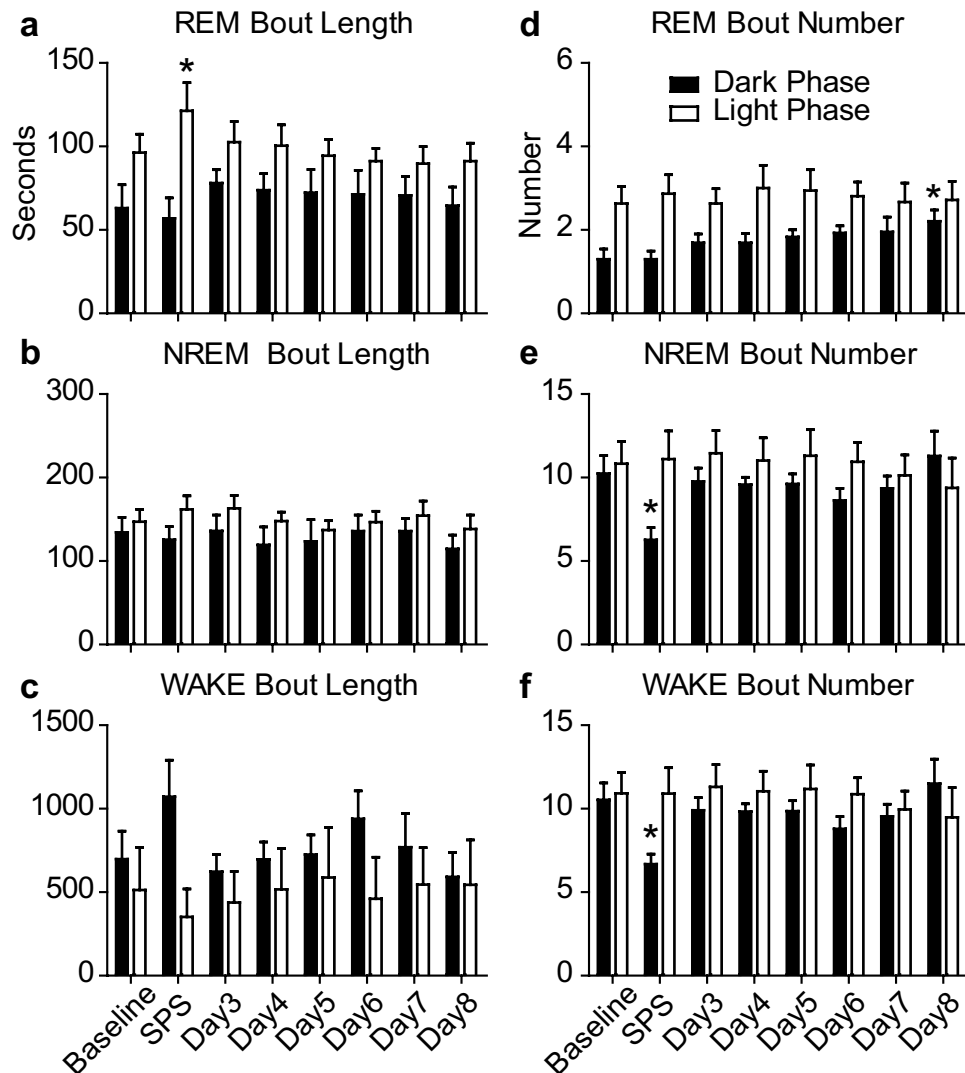 a REM Bout Length
Seconds
150
100
50
0
*
d REM Bout Number
Number
6
4
2
0
Dark Phase
Light Phase
*
b NREM Bout Length
300
200
100
0
e NREM Bout Number
15
10
5
0
*
c WAKE Bout Length
1500
1000
500
0
Baseline
SPS
Day3
Day4
Day5
Day6
Day7
Day8
f WAKE Bout Number
15
10
5
0
*
Baseline
SPS
Day3
Day4
Day5
Day6
Day7
Day8